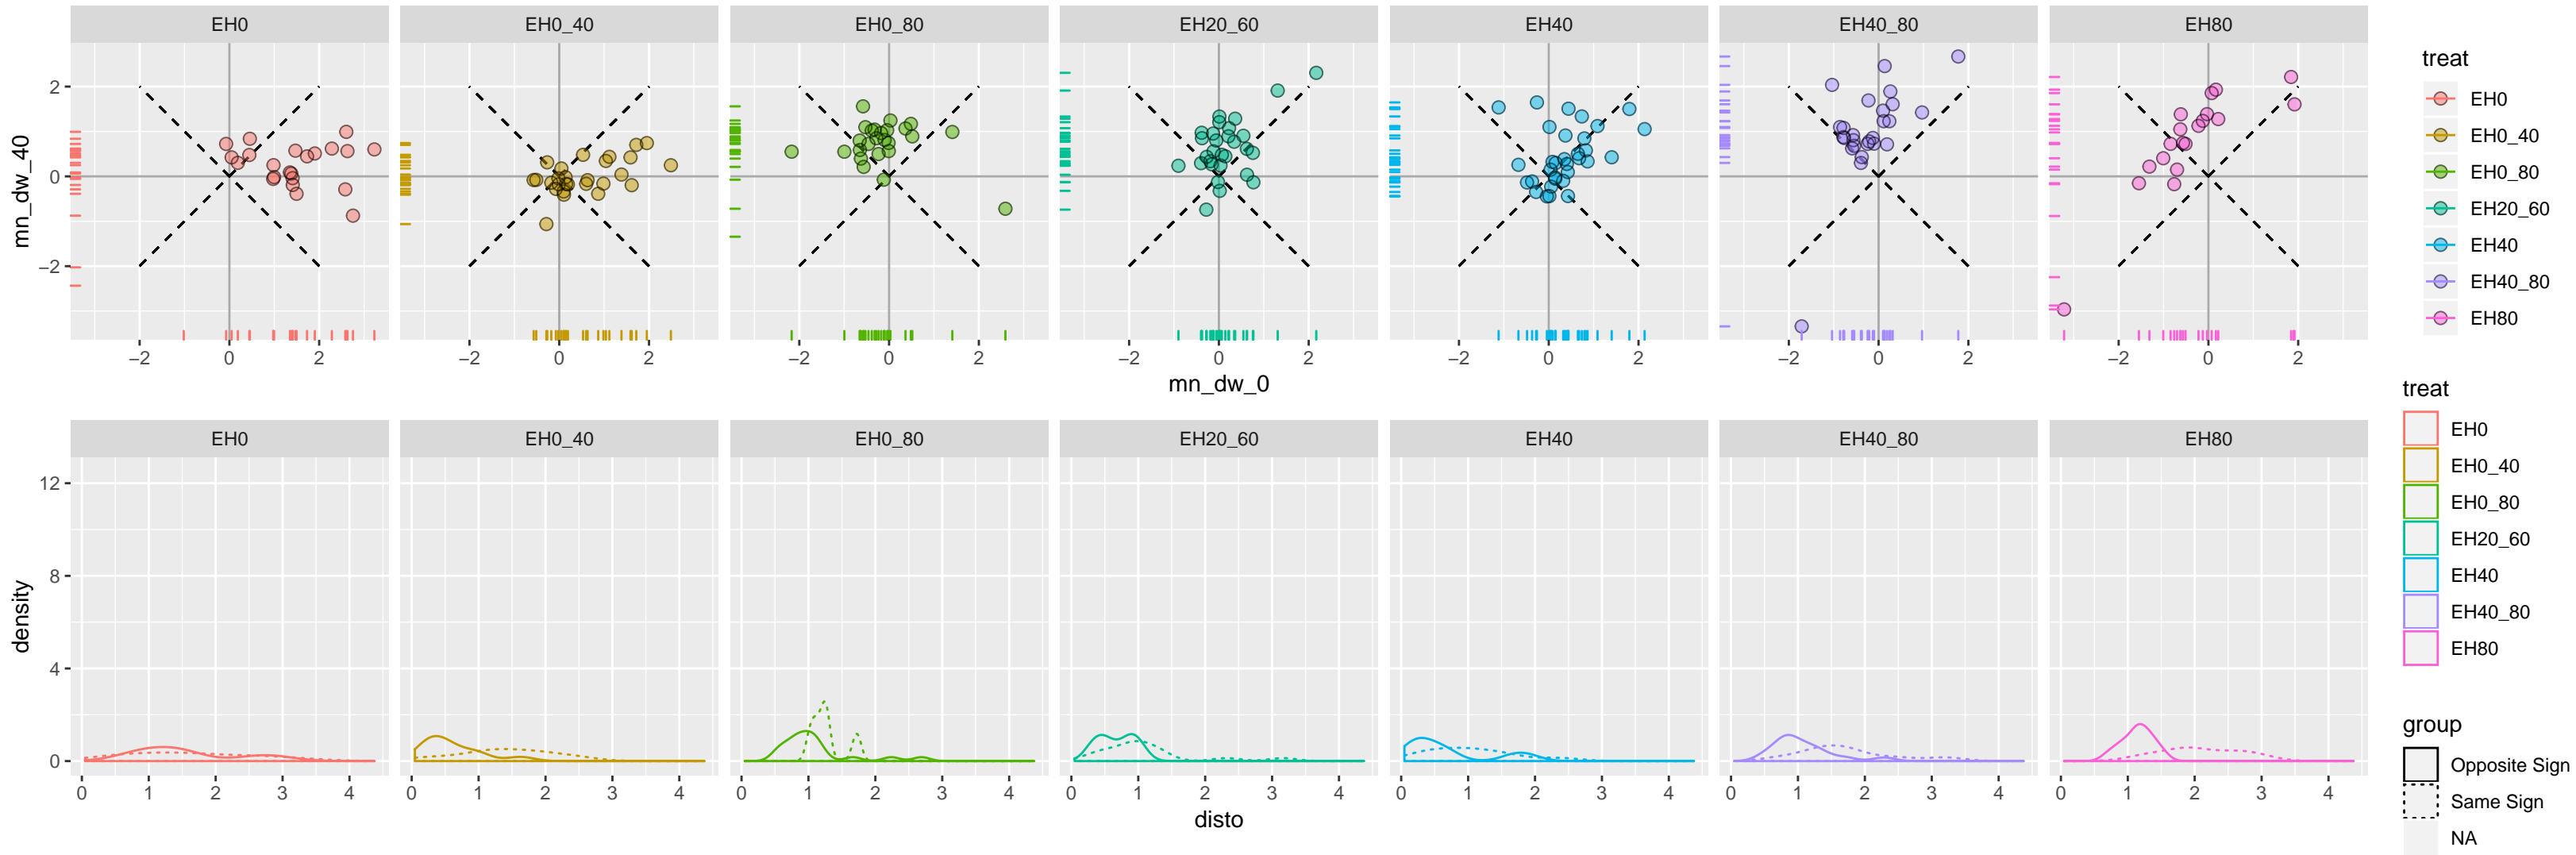 EH0 EH0_40 EH0_80 EH20_60 EH40 EH40_80 EH80
mn_dw_40
2
0
−2
−2 0 2 −2 0 2 −2 0 2 −2 0 2 −2 0 2 −2 0 2 −2 0 2
mn_dw_0
treat
EH0
EH0_40
EH0_80
EH20_60
EH40
EH40_80
EH80
EH0 EH0_40 EH0_80 EH20_60 EH40 EH40_80 EH80
density
12
8
4
0
0 1 2 3 4 0 1 2 3 4 0 1 2 3 4 0 1 2 3 4 0 1 2 3 4 0 1 2 3 4 0 1 2 3 4
disto
treat
EH0
EH0_40
EH0_80
EH20_60
EH40
EH40_80
EH80
group
Opposite Sign
Same Sign
NA